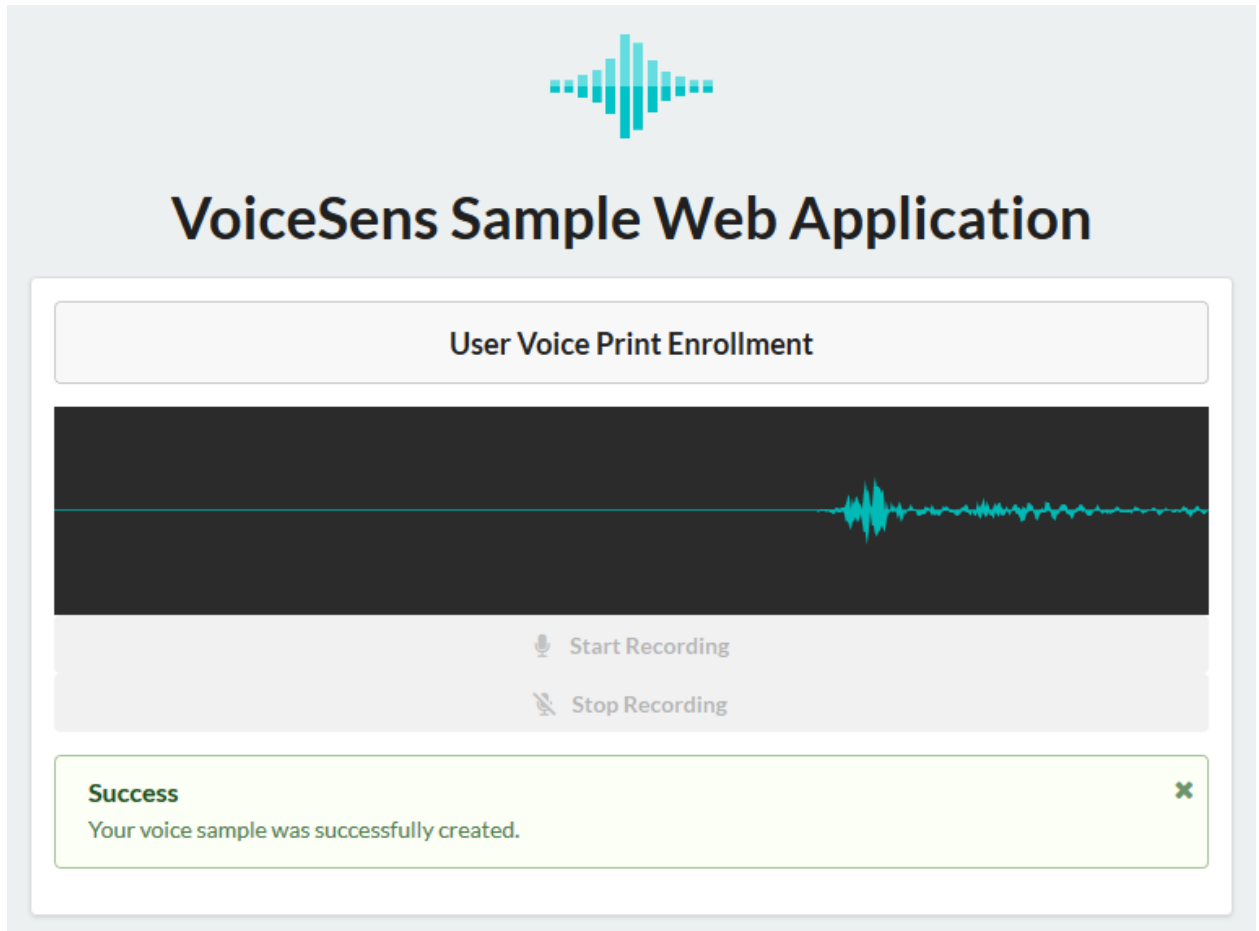 VoiceSens Sample Web Application
User Voice Print Enrollment
Start Recording
Stop Recording
Success
Your voice sample was successfully created.